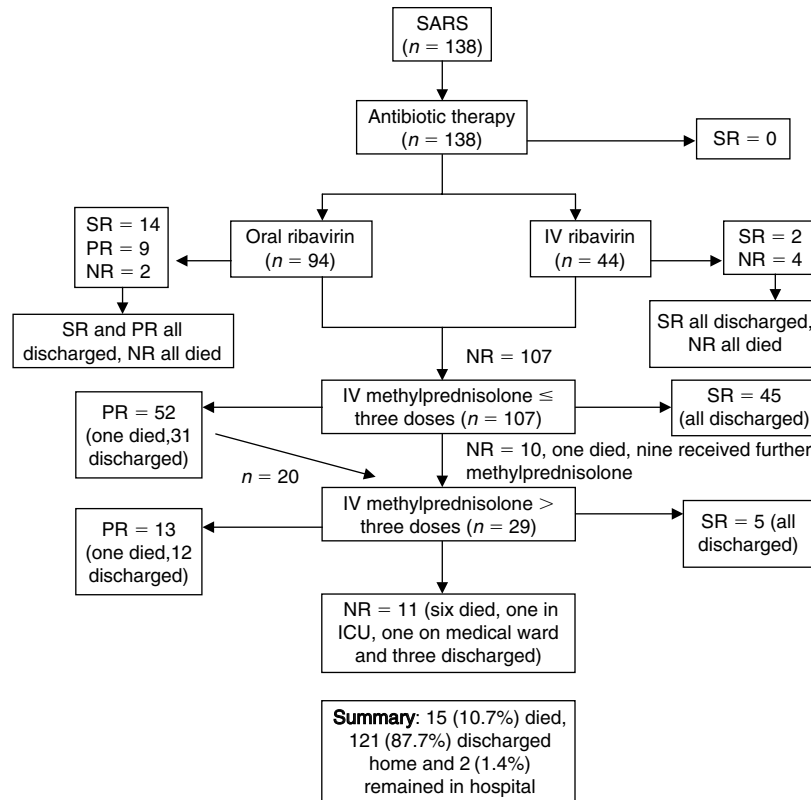 SARS
(n = 138)
Antibiotic therapy
(n = 138)
SR = 0
SR = 14
PR = 9
NR = 2
Oral ribavirin
(n = 94)
IV ribavirin
(n = 44)
SR = 2
NR = 4
SR and PR all
discharged, NR all died
SR all discharged,
NR all died
NR = 107
PR = 52
(one died,31
discharged)
IV methylprednisolone ≤
three doses (n = 107)
SR = 45
(all discharged)
NR = 10, one died, nine received further
methylprednisolone
n = 20
PR = 13
(one died,12
discharged)
IV methylprednisolone >
three doses (n = 29)
SR = 5 (all
discharged)
NR = 11 (six died, one in
ICU, one on medical ward
and three discharged)
Summary: 15 (10.7%) died,
121 (87.7%) discharged
home and 2 (1.4%)
remained in hospital